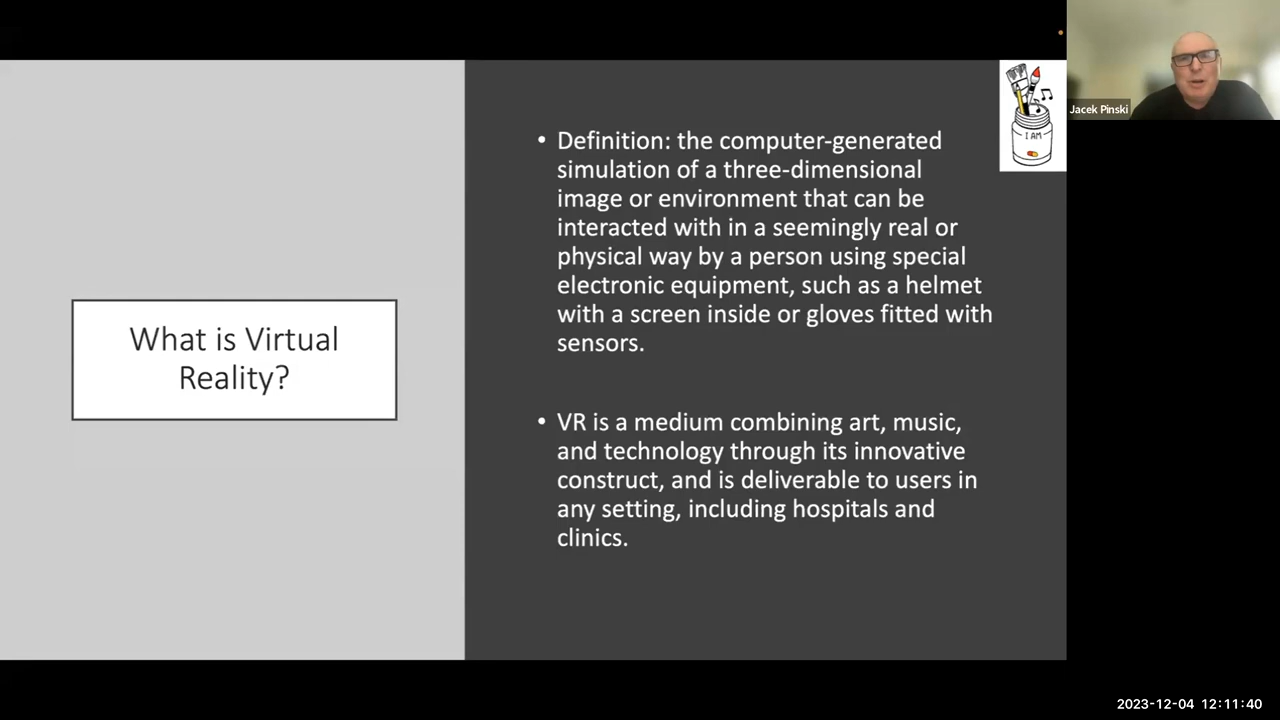 Jacek Pinski
I AM
What is Virtual
Reality?
• Definition: the computer-generated
simulation of a three-dimensional
image or environment that can be
interacted with in a seemingly real or
physical way by a person using special
electronic equipment, such as a helmet
with a screen inside or gloves fitted with
sensors.
• VR is a medium combining art, music,
and technology through its innovative
construct, and is deliverable to users in
any setting, including hospitals and
clinics.
2023-12-04 12:11:40